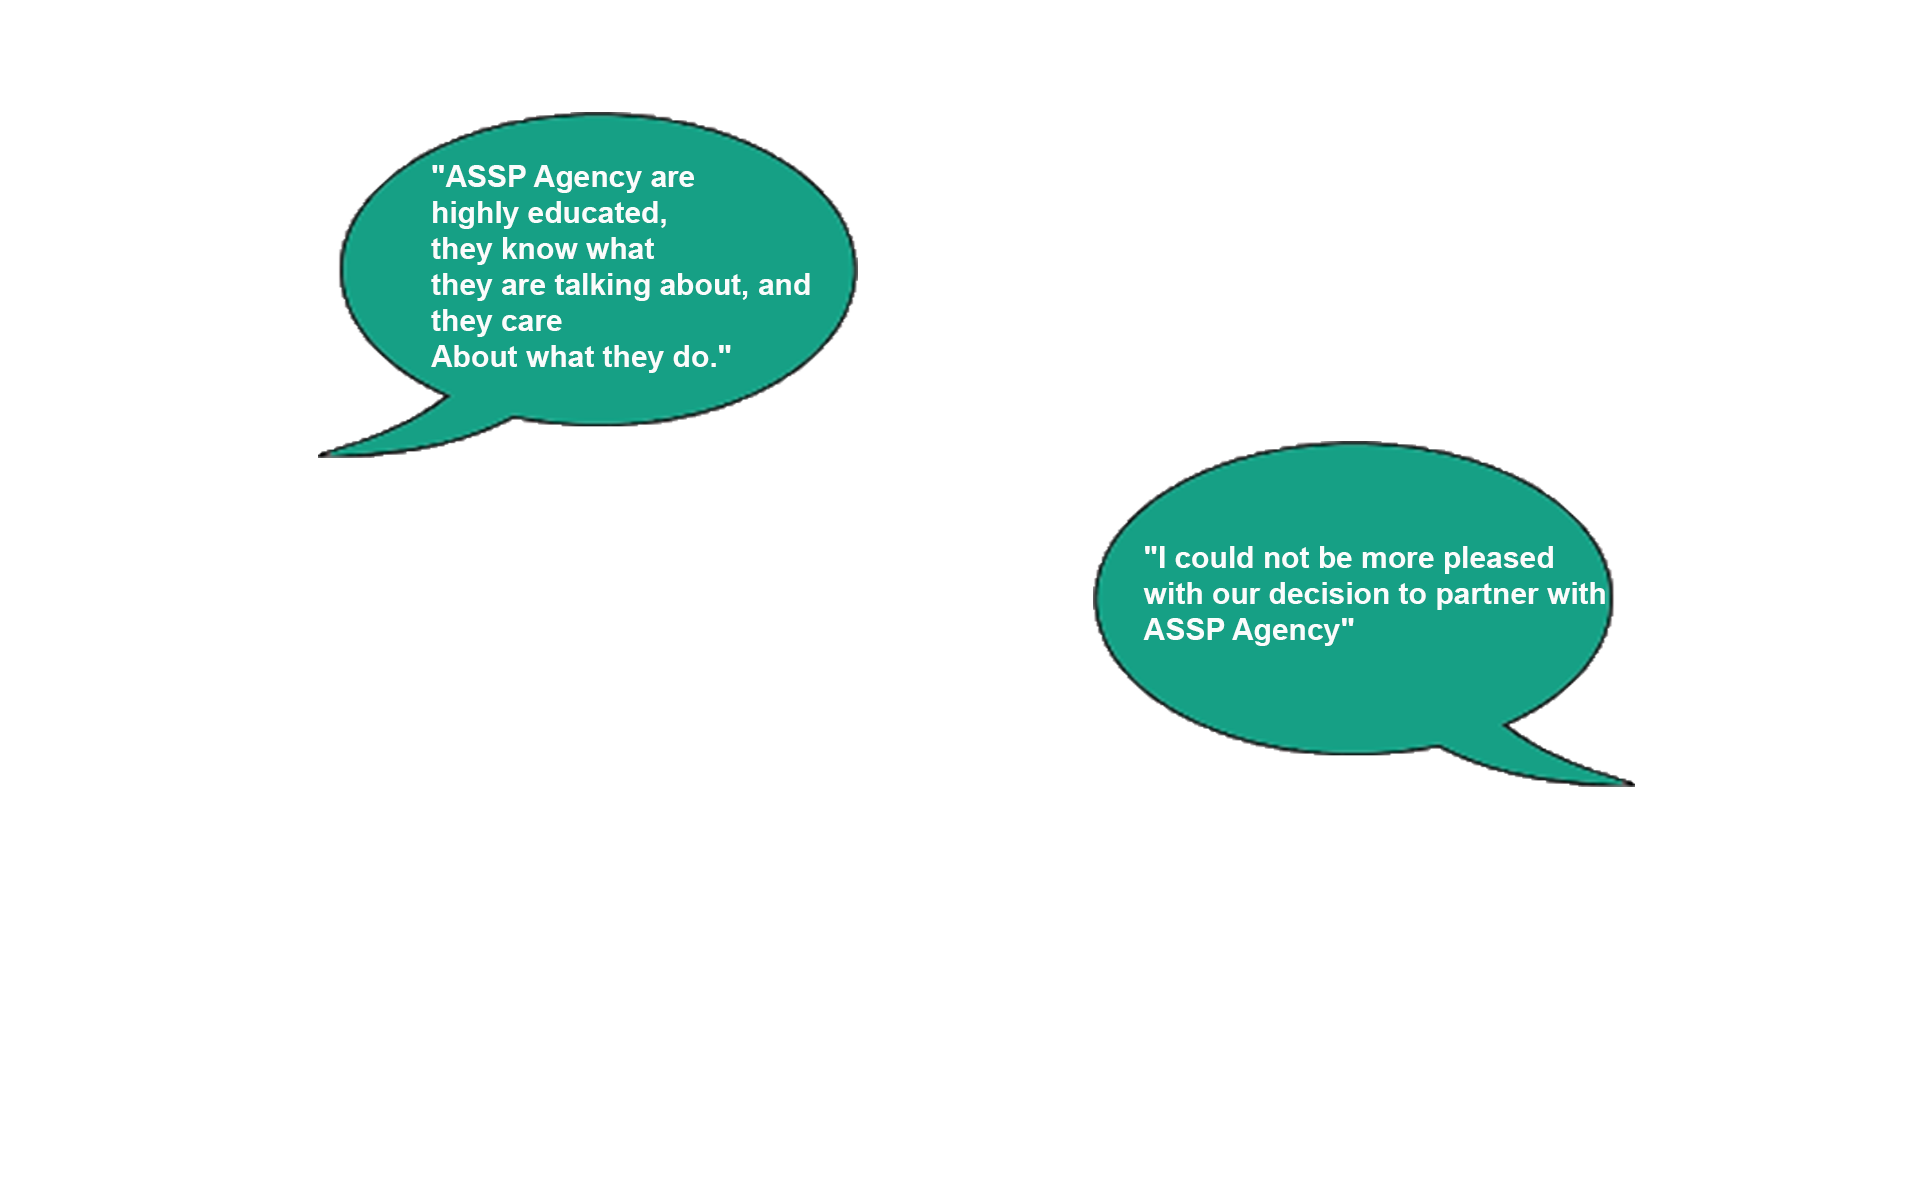 "ASSP Agency are
highly educated,
they know what
they are talking about, and
they care
About what they do."
"I could not be more pleased
with our decision to partner with
ASSP Agency"